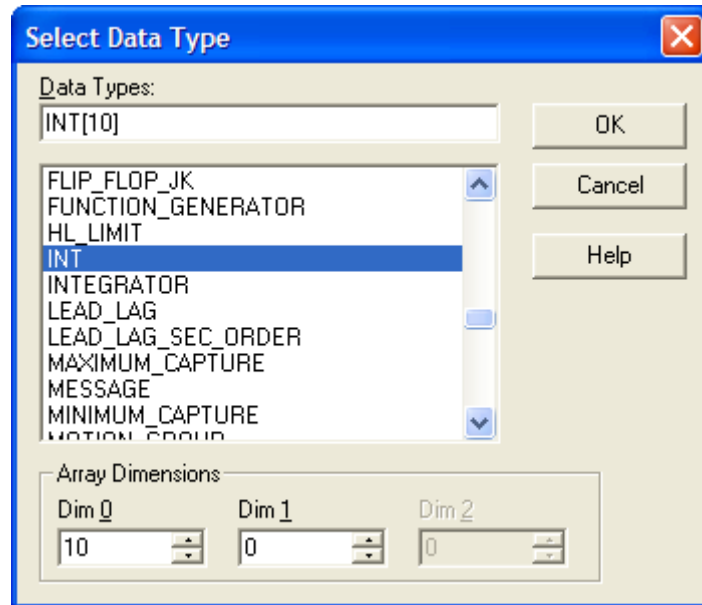 Select Data Type
Data Types:
INT[10]
OK
FLIP_FLOP_JK
Cancel
FUNCTION_GENERATOR
HL_LIMIT
INT
Help
INTEGRATOR
LEAD_LAG
LEAD_LAG_SEC_ORDER
MAXIMUM_CAPTURE
MESSAGE
MINIMUM_CAPTURE
MOTION_GROUP
Array Dimensions
Dim 0 Dim 1 Dim 2
10 0 0